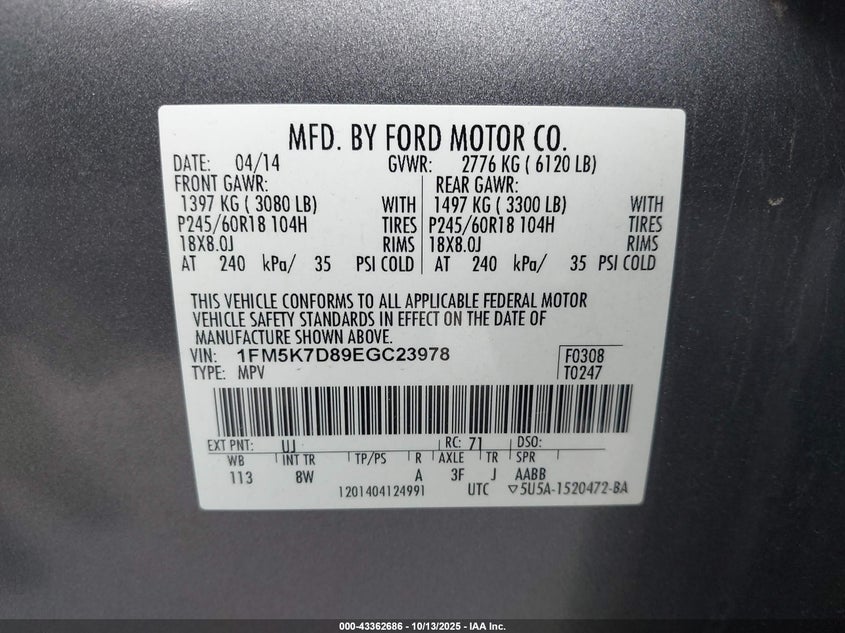 MFD. BY FORD MOTOR CO.
DATE: 04/14 GVWR: 2776 KG ( 6120 LB)
FRONT GAWR: REAR GAWR:
1397 KG ( 3080 LB) WITH 1497 KG ( 3300 LB) WITH
P245/60R18 104H TIRES P245/60R18 104H TIRES
18X8.0J RIMS 18X8.0J RIMS
AT 240 kPa/ 35 PSI COLD AT 240 kPa/ 35 PSI COLD
THIS VEHICLE CONFORMS TO ALL APPLICABLE FEDERAL MOTOR
VEHICLE SAFETY STANDARDS IN EFFECT ON THE DATE OF
MANUFACTURE SHOWN ABOVE.
VIN: 1FM5K7D89EGC23978 F0308
TYPE: MPV T0247
EXT PNT: UJ RC: 71 DSO:
WB INT TR TP/PS R AXLE TR SPR
113 8W A 3F J AABB
1201404124991 UTC ▽5U5A-1520472-BA
000-43362686 - 10/13/2025 - IAA Inc.